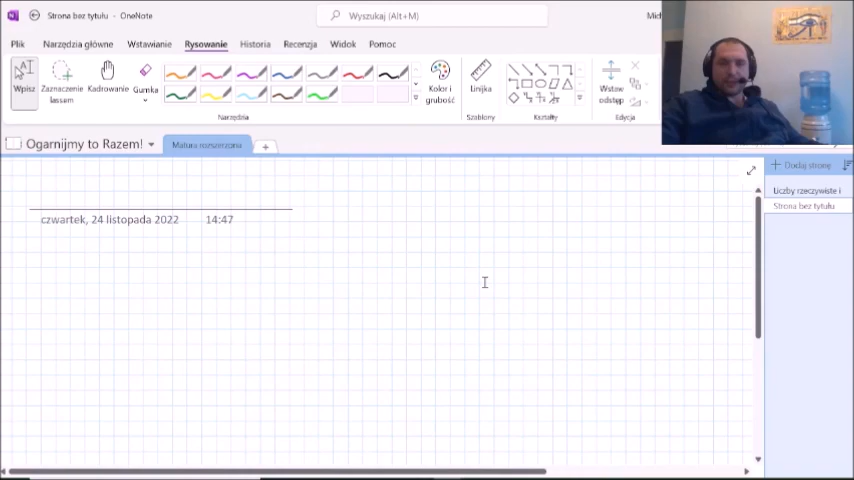 Strona bez tytułu - OneNote
Wyszukaj (Alt+M)
Plik
Narzędzia główne
Wstawianie
Rysowanie
Historia
Recenzja
Widok
Pomoc
Wpisz
Zaznaczenie lassem
Kadrowanie
Gumka
Kolor i grubość
Linijka
Wstaw odstęp
Narzędzia
Szablony
Kształty
Edycja
Ogarnijmy to Razem!
Matura rozszerzona
Dodaj stronę
Liczby rzeczywiste i
Strona bez tytułu
czwartek, 24 listopada 2022 14:47